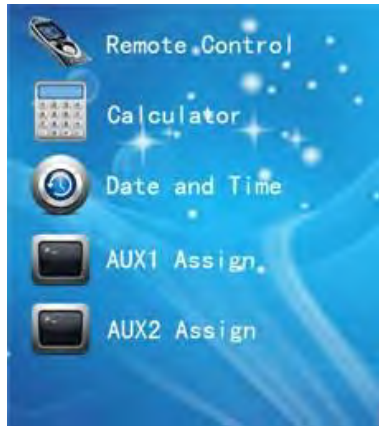 Remote Control
Calculator
Date and Time
AUX1 Assign
AUX2 Assign